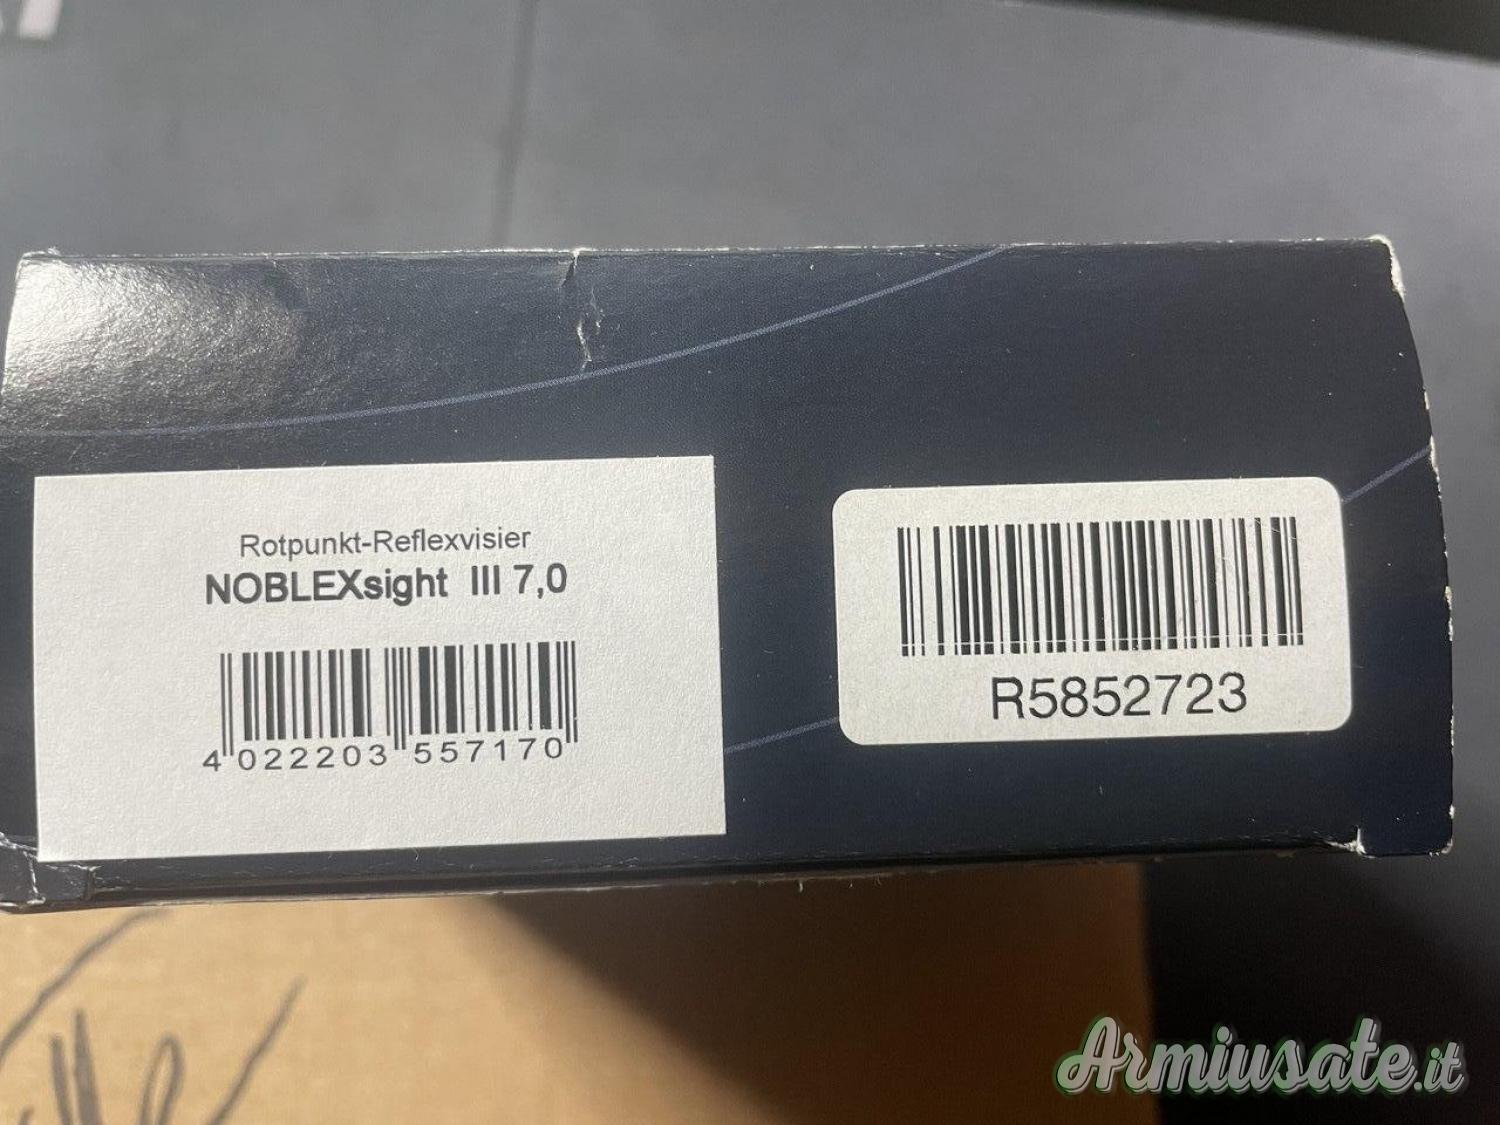 Rotpunkt-Reflexvisier
NOBLEXsight III 7,0
4 022203 557170
R5852723
Armiusate.it